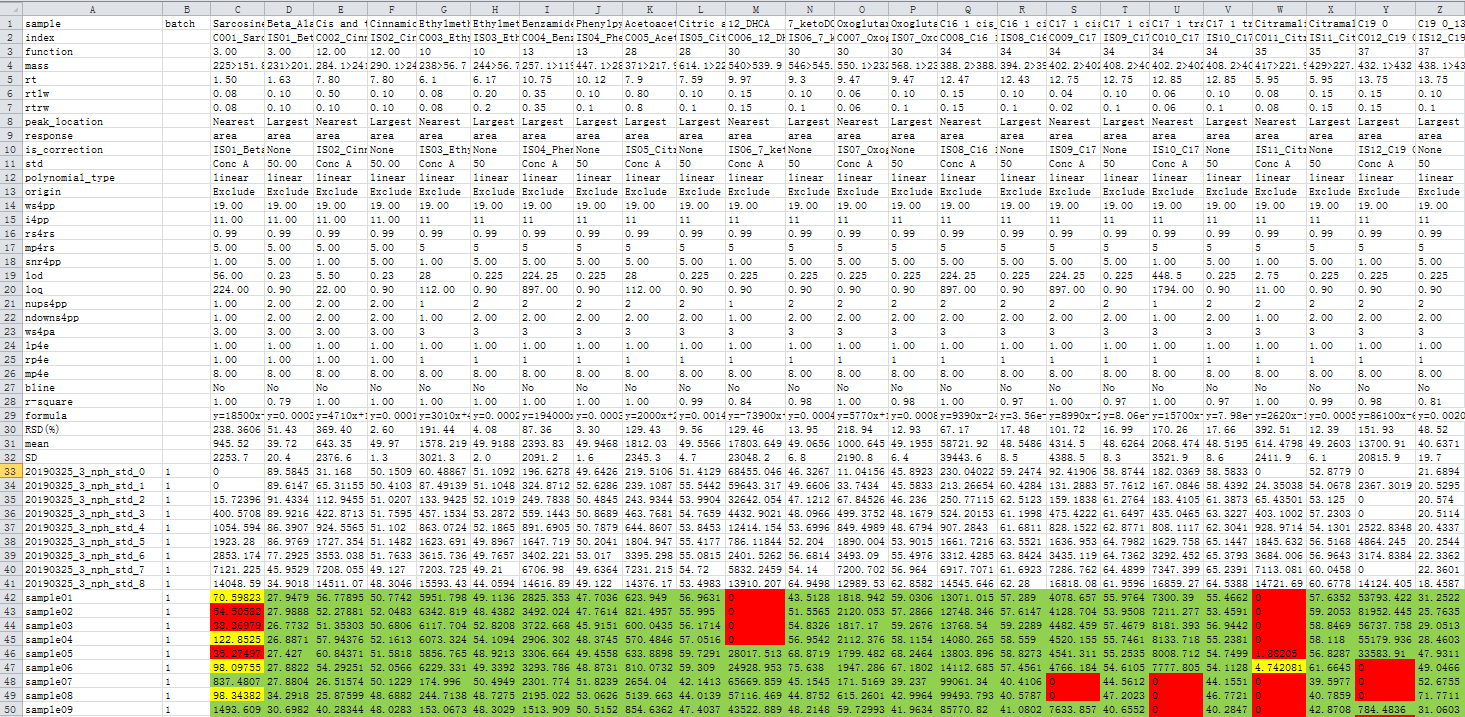 A B C D E F G H I J K L M N O P Q R S T U V W X Y Z
1 sample batch Sarcosine Beta_Ala Cis and t Cinnamic Ethylmeth Ethylmet Benzamide Phenylpy Acetoacet Citric a 12_DHCA 7_ketoDC Oxoglutar Oxogluta C16 1 cis C16 1 ci C17 1 cis C17 1 ci C17 1 tra C17 1 tr Citramali Citramal C19 0 C19 0_13
2 index C001_Sarc IS01_Bet C002_Cinn IS02_Cin C003_Ethy IS03_Eth C004_Benz IS04_Phe C005_Acet IS05_Cit C006_12_DH IS06_7_k C007_Oxog IS07_Oxo C008_C16 1 IS08_C16 C009_C17 IS09_C17 C010_C17 IS10_C17 C011_Citr IS11_Cit C012_C19 ( IS12_C19
3 function 3.00 3.00 12.00 12.00 10 10 13 13 28 28 30 30 30 30 34 34 34 34 34 34 35 35 37 37
4 mass 225>151.8 231>201. 284.1>241 290.1>24 238>56.7 244>56.7 257.1>119 447.1>28 371>217.9 614.1>22 540>539.9 546>545. 550.1>232 568.1>23 388.2>388. 394.2>39 402.2>402 408.2>40 402.2>402 408.2>40 417>221.9 429>227. 432.1>432 438.1>43
5 rt 1.50 1.63 7.80 7.80 6.1 6.17 10.75 10.12 7.9 7.59 9.97 9.3 9.47 9.47 12.47 12.43 12.75 12.75 12.85 12.85 5.95 5.95 13.75 13.75
6 rtlw 0.08 0.10 0.50 0.10 0.08 0.20 0.35 0.10 0.80 0.10 0.15 0.10 0.06 0.10 0.15 0.10 0.04 0.10 0.06 0.10 0.08 0.15 0.15 0.10
7 rtrw 0.08 0.10 0.10 0.10 0.08 0.2 0.35 0.1 0.8 0.1 0.15 0.1 0.06 0.1 0.15 0.10 0.02 0.1 0.06 0.1 0.08 0.15 0.15 0.1
8 peak_location Nearest Largest Nearest Largest Nearest Largest Nearest Largest Nearest Largest Nearest Largest Nearest Largest Nearest Largest Nearest Largest Nearest Largest Nearest Largest Nearest Largest
9 response area area area area area area area area area area area area area area area area area area area area area area area area
10 is_correction IS01_Beta None IS02_Cinn None IS03_Ethy None IS04_Phen None IS05_Citr None IS06_7_ket None IS07_Oxog None IS08_C16 1 None IS09_C17 None IS10_C17 None IS11_Citr None IS12_C19 ( None
11 std Conc A 50.00 Conc A 50.00 Conc A 50 Conc A 50 Conc A 50 Conc A 50 Conc A 50 Conc A 50 Conc A 50 Conc A 50 Conc A 50 Conc A 50
12 polynomial_type linear linear linear linear linear linear linear linear linear linear linear linear linear linear linear linear linear linear linear linear linear linear linear linear
13 origin Exclude Exclude Exclude Exclude Exclude Exclude Exclude Exclude Exclude Exclude Exclude Exclude Exclude Exclude Exclude Exclude Exclude Exclude Exclude Exclude Exclude Exclude Exclude Exclude
14 ws4pp 19.00 19.00 19.00 19.00 19.00 19.00 19.00 19.00 19.00 19.00 19.00 19.00 19.00 19.00 19.00 19.00 19.00 19.00 19.00 19.00 19.00 19.00 19.00 19.00
15 i4pp 11.00 11.00 11.00 11.00 11 11 11 11 11 11 11 11 11 11 11 11 11 11 11 11 11 11 11 11
16 rs4rs 0.99 0.99 0.99 0.99 0.99 0.99 0.99 0.99 0.99 0.99 0.99 0.99 0.99 0.99 0.99 0.99 0.99 0.99 0.99 0.99 0.99 0.99 0.99 0.99
17 mp4rs 5.00 5.00 5.00 5.00 5 5 5 5 5 5 5 5 5 5 5 5 5 5 5 5 5 5 5 5
18 snr4pp 1.00 5.00 1.00 5.00 1.00 5.00 5.00 5.00 5.00 5.00 1.00 5.00 5.00 5.00 5.00 5.00 5.00 5.00 1.00 5.00 1.00 5.00 1.00 5.00
19 lod 56.00 0.23 5.50 0.23 28 0.225 224.25 0.225 28 0.225 0.225 0.225 0.225 0.225 224.25 0.225 224.25 0.225 448.5 0.225 2.75 0.225 0.225 0.225
20 loq 224.00 0.90 22.00 0.90 112.00 0.90 897.00 0.90 112.00 0.90 0.90 0.90 0.90 0.90 897.00 0.90 897.00 0.90 1794.00 0.90 11.00 0.90 0.90 0.90
21 nups4pp 1.00 2.00 2.00 2.00 1 2 2 2 2 2 1 2 2 2 2 2 2 2 1 2 2 2 2 2
22 ndowns4pp 1.00 2.00 2.00 2.00 1.00 2.00 2.00 2.00 2.00 2.00 1.00 2.00 2.00 2.00 2.00 2.00 2.00 2.00 1.00 2.00 1.00 2.00 2.00 2.00
23 ws4pa 3.00 3.00 3.00 3.00 3 3 3 3 3 3 3 3 3 3 3 3 3 3 3 3 3 3 3 3
24 lp4e 1.00 1.00 1.00 1.00 1.00 1.00 1.00 1.00 1.00 1.00 1.00 1.00 1.00 1.00 1.00 1.00 1.00 1.00 1.00 1.00 1.00 1.00 1.00 1.00
25 rp4e 1.00 1.00 1.00 1.00 1 1 1 1 1 1 1 1 1 1 1 1 1 1 1 1 1 1 1 1
26 mp4e 8.00 8.00 8.00 8.00 8.00 8.00 8.00 8.00 8.00 8.00 8.00 8.00 8.00 8.00 8.00 8.00 8.00 8.00 8.00 8.00 8.00 8.00 8.00 8.00
27 bline No No No No No No No No No No No No No No No No No No No No No No No No
28 r-square 1.00 0.79 1.00 1.00 1.00 1.00 1.00 1.00 1.00 0.99 0.84 0.98 1.00 0.98 1.00 0.97 1.00 0.97 1.00 0.97 1.00 0.99 0.98 0.81
29 formula y=18500x- y=0.0003 y=4710x+1 y=0.0001 y=3010x+4 y=0.0002 y=194000x y=0.0003 y=2000x+2 y=0.0014 y=-73900x+ y=0.0004 y=5770x+1 y=0.0008 y=9390x-24 y=3.56e- y=8990x-2 y=8.06e- y=15700x- y=7.98e- y=2620x-1 y=0.0005 y=86100x-6 y=0.0020
30 RSD(%) 238.3606 51.43 369.40 2.60 191.44 4.08 87.36 3.30 129.43 9.56 129.46 13.95 218.94 12.93 67.17 17.48 101.72 16.99 170.26 17.66 392.51 12.39 151.93 48.52
31 mean 945.52 39.72 643.35 49.97 1578.219 49.9188 2393.83 49.9468 1812.03 49.5566 17803.649 49.0656 1000.645 49.1955 58721.92 48.5486 4314.5 48.6264 2068.474 48.5195 614.4798 49.2603 13700.91 40.6371
32 SD 2253.7 20.4 2376.6 1.3 3021.3 2.0 2091.2 1.6 2345.3 4.7 23048.2 6.8 2190.8 6.4 39443.6 8.5 4388.5 8.3 3521.9 8.6 2411.9 6.1 20815.9 19.7
33 20190325_3_nph_std_0 1 0 89.5845 31.168 50.1509 60.48867 51.1092 196.6278 49.6426 219.5106 51.4129 68455.046 46.3267 11.04156 45.8923 230.04022 59.2474 92.41906 58.8744 182.0369 58.5833 0 52.8779 0 21.6894
34 20190325_3_nph_std_1 1 0 89.6147 65.31155 50.4103 87.49139 51.1048 324.8712 52.6286 239.1087 55.5442 59643.317 49.6606 33.7434 45.5833 213.26654 60.4284 131.2883 57.7612 167.0846 58.4392 24.35038 54.0678 2367.3019 20.5295
35 20190325_3_nph_std_2 1 15.72396 91.4334 112.9455 51.0207 133.9425 52.1019 249.7838 50.4845 243.9344 53.9904 32642.054 47.1212 67.84526 46.236 250.77115 62.5123 159.1838 61.2764 183.4105 61.3873 65.43501 53.125 0 20.574
36 20190325_3_nph_std_3 1 400.5708 89.9216 422.8713 51.7595 457.1534 53.2872 559.1443 50.8689 463.7681 54.7659 4432.9021 48.0966 499.3752 48.1679 524.20153 61.1998 475.4222 61.6497 435.0465 63.3227 403.1002 57.2303 0 20.5114
37 20190325_3_nph_std_4 1 1054.594 86.3907 924.5565 51.102 863.0724 52.1865 891.6905 50.7879 644.8607 53.8453 12414.154 53.6996 849.4989 48.6794 907.2843 61.6811 828.1522 62.8771 808.1117 62.3041 928.9714 54.1301 2522.8348 20.4337
38 20190325_3_nph_std_5 1 1923.28 86.9769 1727.354 51.1482 1623.691 49.8967 1647.719 50.2041 1804.947 55.4177 786.11844 52.204 1890.004 53.9015 1661.7216 63.5521 1636.953 64.7982 1629.758 65.1447 1845.632 56.5168 4864.245 20.2544
39 20190325_3_nph_std_6 1 2853.174 77.2925 3553.038 51.7633 3615.736 49.7657 3402.221 53.017 3395.298 55.0815 2401.5262 56.6814 3493.09 55.4976 3312.4285 63.8424 3435.119 64.7362 3292.452 65.3793 3684.006 56.9643 3174.8384 22.3362
40 20190325_3_nph_std_7 1 7121.225 45.9529 7208.055 49.127 7203.725 49.21 6706.98 49.6364 7231.215 54.72 5832.2459 54.14 7200.702 56.964 6917.5701 61.6923 7286.762 64.4899 7347.399 65.2391 7113.081 60.0458 0 22.3601
41 20190325_3_nph_std_8 1 14048.59 34.9018 14511.07 48.3046 15593.43 44.0594 14616.89 49.122 14376.17 53.4983 13910.207 64.9498 12989.53 62.8582 14545.646 62.28 16818.08 61.9596 16859.27 64.5388 14721.69 60.6778 14124.405 18.4587
42 sample01 1 70.59823 27.9479 56.77895 50.7742 5951.798 49.1136 2825.353 47.7036 623.949 56.9631 0 43.5128 1818.942 59.0306 13071.015 57.289 4078.657 55.9764 7300.39 55.4662 0 57.6352 53793.422 31.2522
43 sample02 1 54.50582 27.9888 52.27881 52.0483 6342.819 48.4382 3492.024 47.7614 821.4957 55.995 0 51.5565 2120.053 57.2866 12748.346 57.6147 4128.704 53.9508 7211.277 53.4591 0 59.2053 81952.445 25.7635
44 sample03 1 38.36979 26.7732 51.35303 50.6806 6117.704 52.8208 3722.668 45.9151 600.0435 56.1714 0 54.8326 1817.17 59.2676 13768.54 59.2289 4482.459 56.4679 8181.393 56.9442 0 58.8469 56737.758 29.0513
45 sample04 1 122.8525 26.8871 57.94376 52.1613 6073.324 54.1094 2906.302 48.3745 570.4846 57.0516 0 56.9542 2112.376 58.1154 14080.265 58.559 4520.155 55.7461 8133.718 55.2381 0 58.118 55179.936 28.4603
46 sample05 1 35.27497 27.427 60.84371 51.5818 5856.765 48.9213 3306.664 49.4558 633.8898 59.7291 28017.513 68.8719 1799.482 68.2464 13803.896 58.8273 4541.311 55.2535 8008.712 54.7499 1.88205 56.8287 33583.91 47.9311
47 sample06 1 98.09755 27.8822 54.29251 52.0566 6229.331 49.3392 3293.786 48.8731 810.0732 59.309 24928.953 75.638 1947.286 67.1802 14112.685 57.4561 4766.184 54.6105 7777.805 54.1128 4.742081 61.6645 0 49.0466
48 sample07 1 837.4807 27.8804 26.51574 50.1229 174.996 50.4949 2301.774 51.8229 2654.04 42.1413 65669.859 45.1545 171.5169 39.237 99061.34 40.4106 0 44.5612 0 44.1551 0 39.5977 0 52.6755
49 sample08 1 98.34382 34.2918 25.87599 48.6882 244.7138 48.7275 2195.022 53.0626 5139.663 44.0139 57116.469 44.8752 615.2601 42.9964 99493.793 40.5787 0 47.2023 0 46.7721 0 40.7859 0 71.7711
50 sample09 1 1493.609 30.6982 40.28344 48.0283 153.0673 48.3029 1513.909 50.5152 854.6362 47.4037 43522.889 48.2148 59.72993 41.9634 85770.82 41.0802 7633.857 40.6552 0 40.2847 0 42.8708 784.4836 31.0603